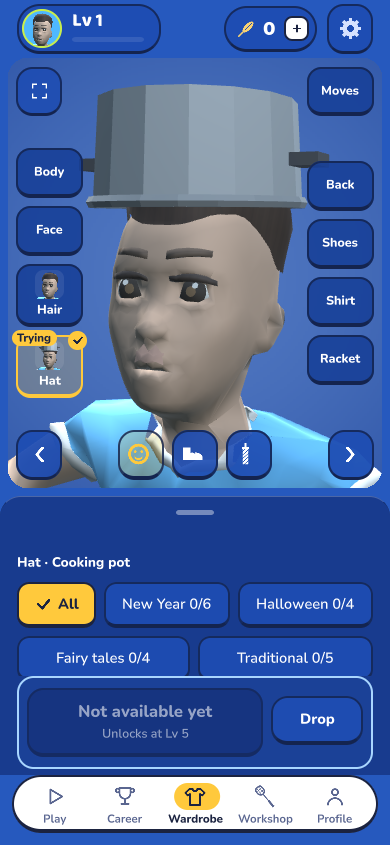 Lv 1
0
Moves
Body
Back
Face
Shoes
Hair
Shirt
Trying
Hat
Racket
Hat · Cooking pot
All
New Year 0/6
Halloween 0/4
Fairy tales 0/4
Traditional 0/5
Not available yet
Unlocks at Lv 5
Drop
Play
Career
Wardrobe
Workshop
Profile